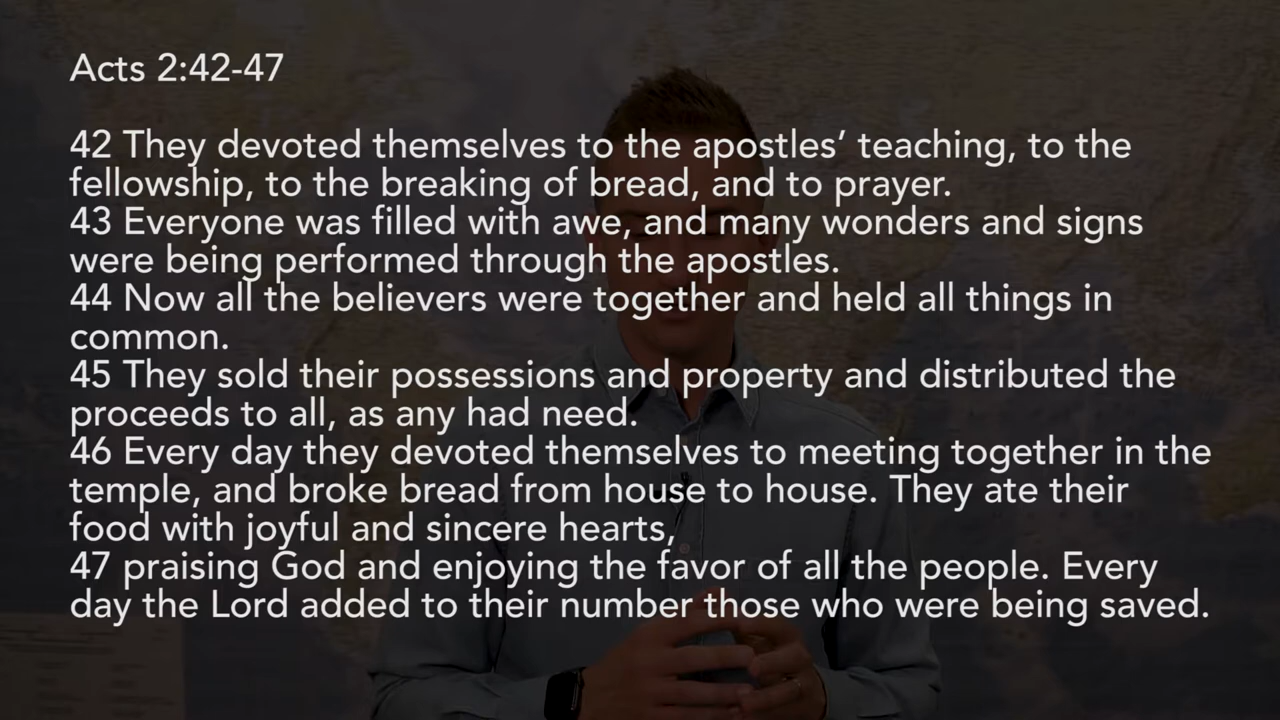 Acts 2:42-47
42 They devoted themselves to the apostles’ teaching, to the
fellowship, to the breaking of bread, and to prayer.
43 Everyone was filled with awe, and many wonders and signs
were being performed through the apostles.
44 Now all the believers were together and held all things in
common.
45 They sold their possessions and property and distributed the
proceeds to all, as any had need.
46 Every day they devoted themselves to meeting together in the
temple, and broke bread from house to house. They ate their
food with joyful and sincere hearts,
47 praising God and enjoying the favor of all the people. Every
day the Lord added to their number those who were being saved.